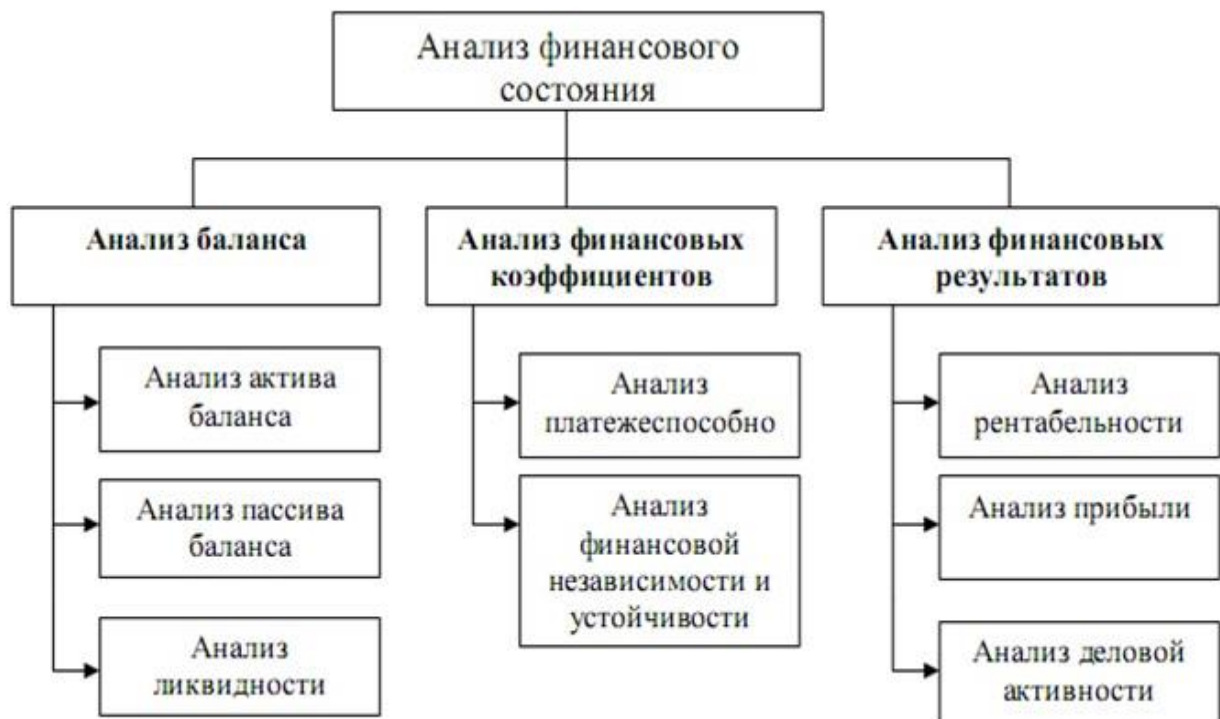 Анализ финансового
состояния
Анализ баланса
Анализ финансовых
коэффициентов
Анализ финансовых
результатов
Анализ актива
баланса
Анализ пассива
баланса
Анализ
ликвидности
Анализ
платежеспособно
Анализ
финансовой
независимости и
устойчивости
Анализ
рентабельности
Анализ прибыли
Анализ деловой
активности